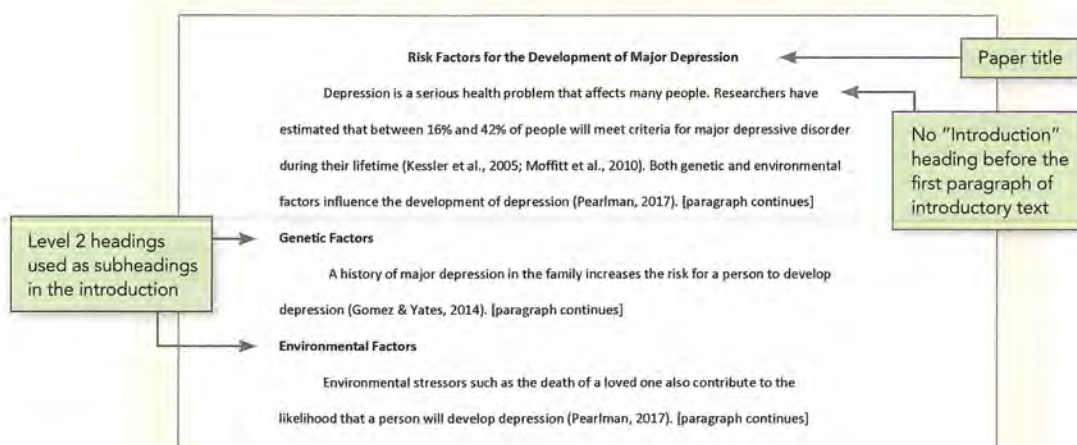 Risk Factors for the Development of Major Depression
Paper title
Depression is a serious health problem that affects many people. Researchers have
estimated that between 16% and 42% of people will meet criteria for major depressive disorder
during their lifetime (Kessler et al., 2005; Moffitt et al., 2010). Both genetic and environmental
factors influence the development of depression (Pearlman, 2017). [paragraph continues]
No "Introduction"
heading before the
first paragraph of
introductory text
Level 2 headings
used as subheadings
in the introduction
Genetic Factors
A history of major depression in the family increases the risk for a person to develop
depression (Gomez & Yates, 2014). [paragraph continues]
Environmental Factors
Environmental stressors such as the death of a loved one also contribute to the
likelihood that a person will develop depression (Pearlman, 2017). [paragraph continues]